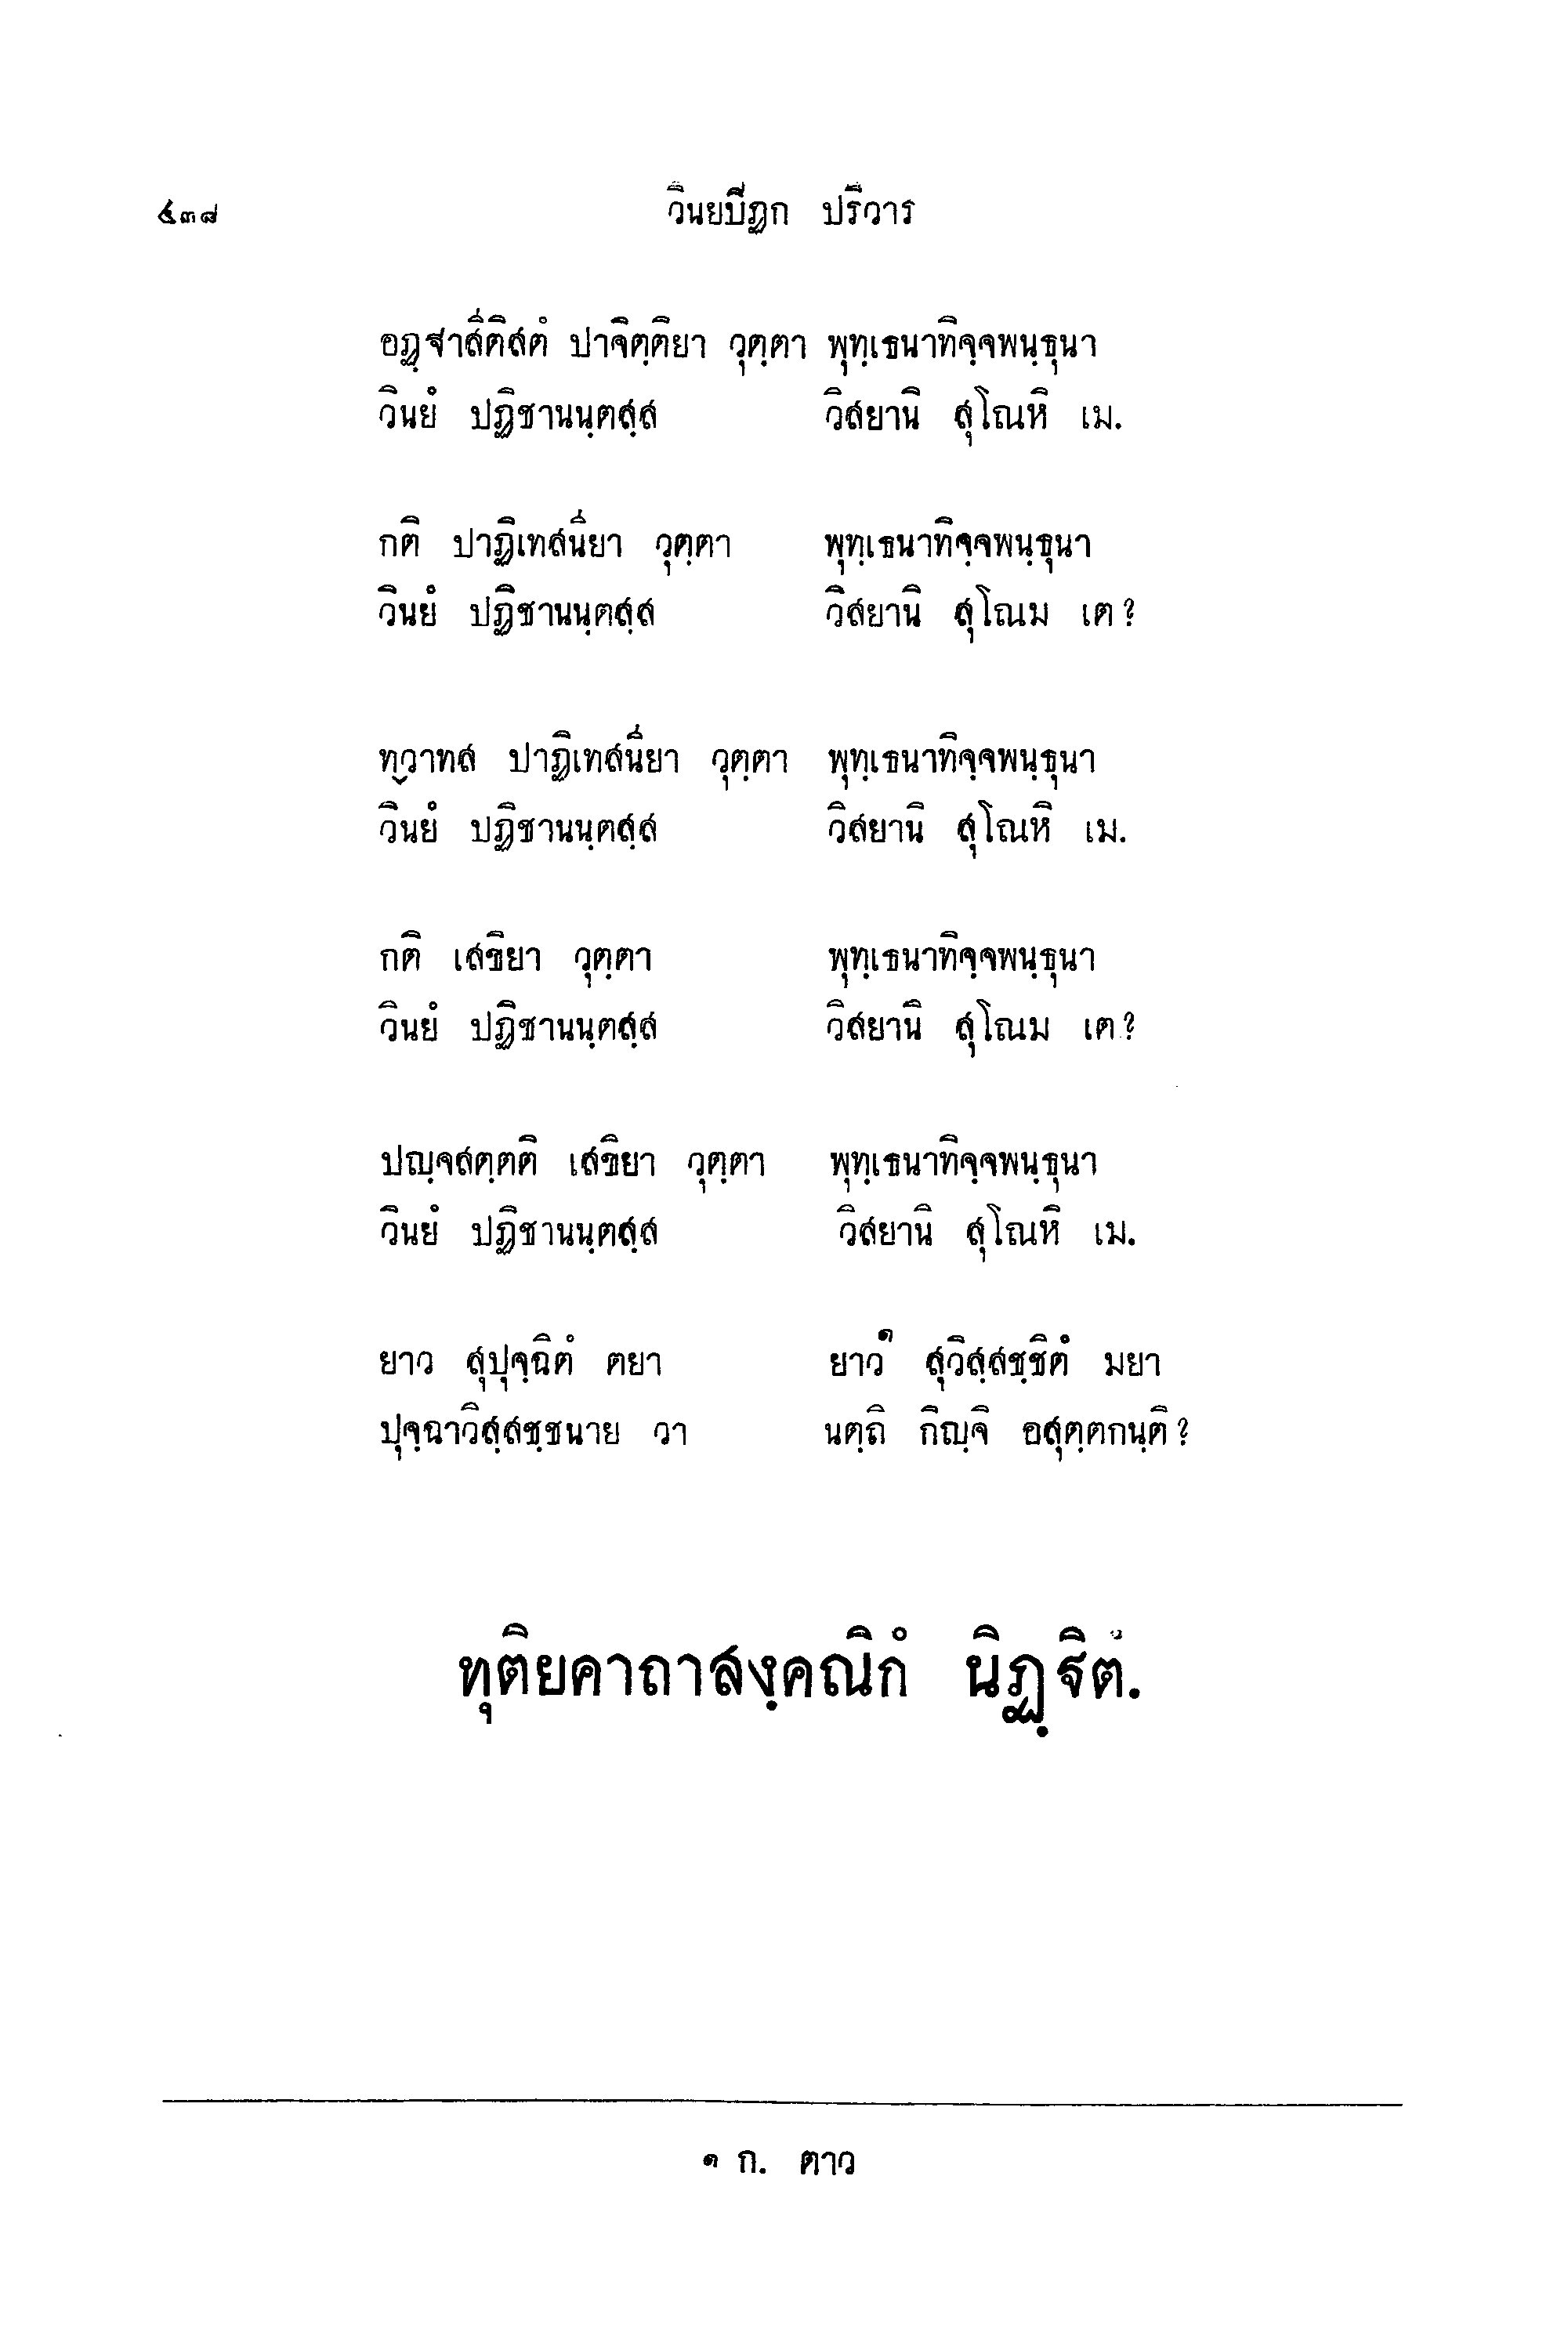 ๕๓๘ วินยปิฏก ปริวาร
อฏฺฐาสีติสตํ ปาจิตฺติยา วุตฺตา พุทฺเธนาทิจฺจพนฺธุนา
วินยํ ปฏิชานนฺตสฺส วิสยานิ สุโณหิ เม.
กติ ปาฏิเทสนียา วุตฺตา พุทฺเธนาทิจฺจพนฺธุนา
วินยํ ปฏิชานนฺตสฺส วิสยานิ สุโณม เต?
ทฺวาทส ปาฏิเทสนียา วุตฺตา พุทฺเธนาทิจฺจพนฺธุนา
วินยํ ปฏิชานนฺตสฺส วิสยานิ สุโณหิ เม.
กติ เสขิยา วุตฺตา พุทฺเธนาทิจฺจพนฺธุนา
วินยํ ปฏิชานนฺตสฺส วิสยานิ สุโณม เต?
ปญฺจสตฺตติ เสขิยา วุตฺตา พุทฺเธนาทิจฺจพนฺธุนา
วินยํ ปฏิชานนฺตสฺส วิสยานิ สุโณหิ เม.
ยาว สุปุจฺฉิตํ ตยา ยาว๑ สุวิสฺสชฺชิตํ มยา
ปุจฺฉาวิสฺสชฺชนาย วา นตฺถิ กิญฺจิ อสุตฺตกนฺติ?
ทุติยคาถาสงฺคณิกํ นิฏฺฐิตํ.
๑ ก. ตาว